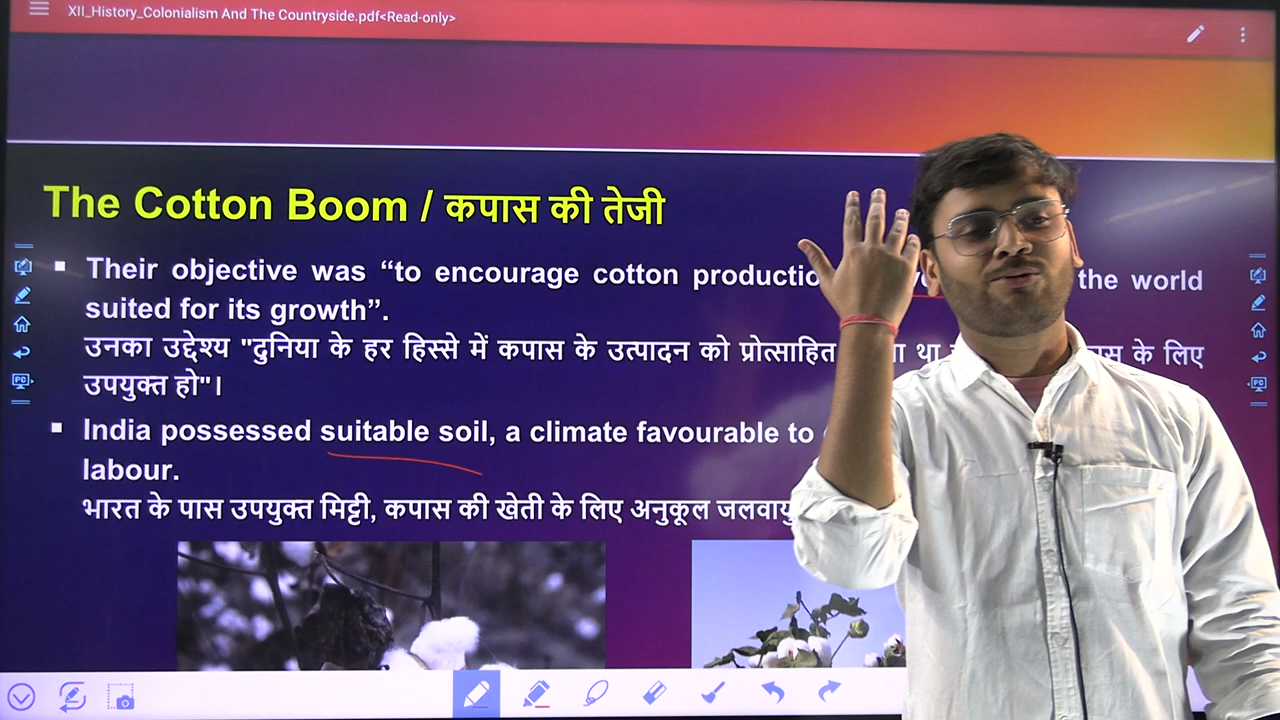 XII_History_Colonialism And The Countryside.pdf<Read-only>
The Cotton Boom / कपास की तेजी
▪ Their objective was “to encourage cotton the world
suited for its growth”.
उनका उद्देश्य "दुनिया के हर हिस्से में कपास के उत्पादन को प्रोत्साहित था के लिए
उपयुक्त हो"।
▪ India possessed suitable soil, a climate favourable to
labour.
भारत के पास उपयुक्त मिट्टी, कपास की खेती के लिए अनुकूल
PC
PC